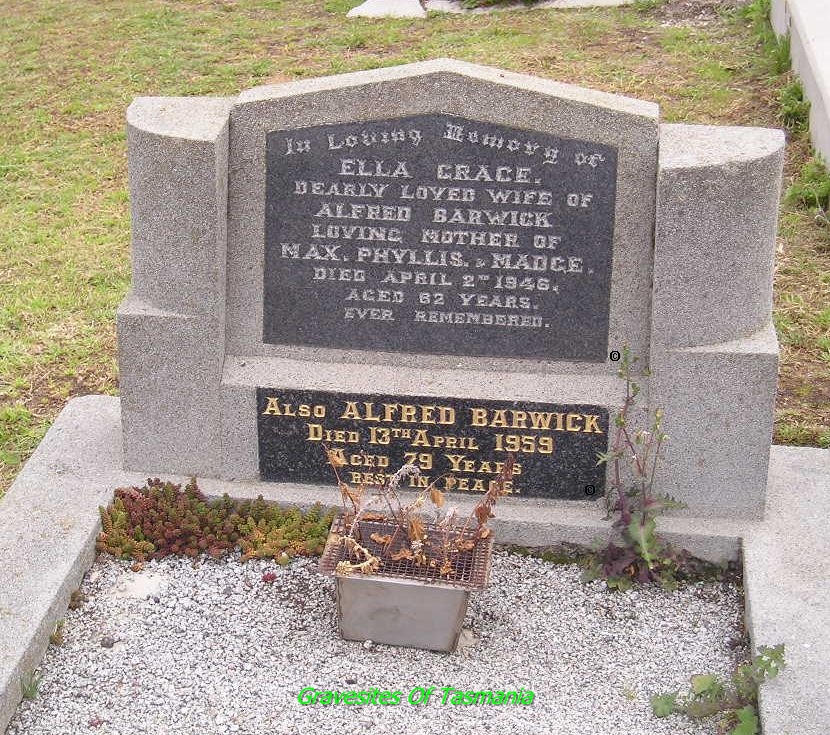 In Loving Memory of
ELLA GRACE.
DEARLY LOVED WIFE OF
ALFRED BARWICK
LOVING MOTHER OF
MAX, PHYLLIS, & MADGE.
DIED APRIL 2ND 1946,
AGED 62 YEARS.
EVER REMEMBERED.
ALSO ALFRED BARWICK
DIED 13TH APRIL 1959
AGED 79 YEARS
REST IN PEACE.
Gravesites Of Tasmania